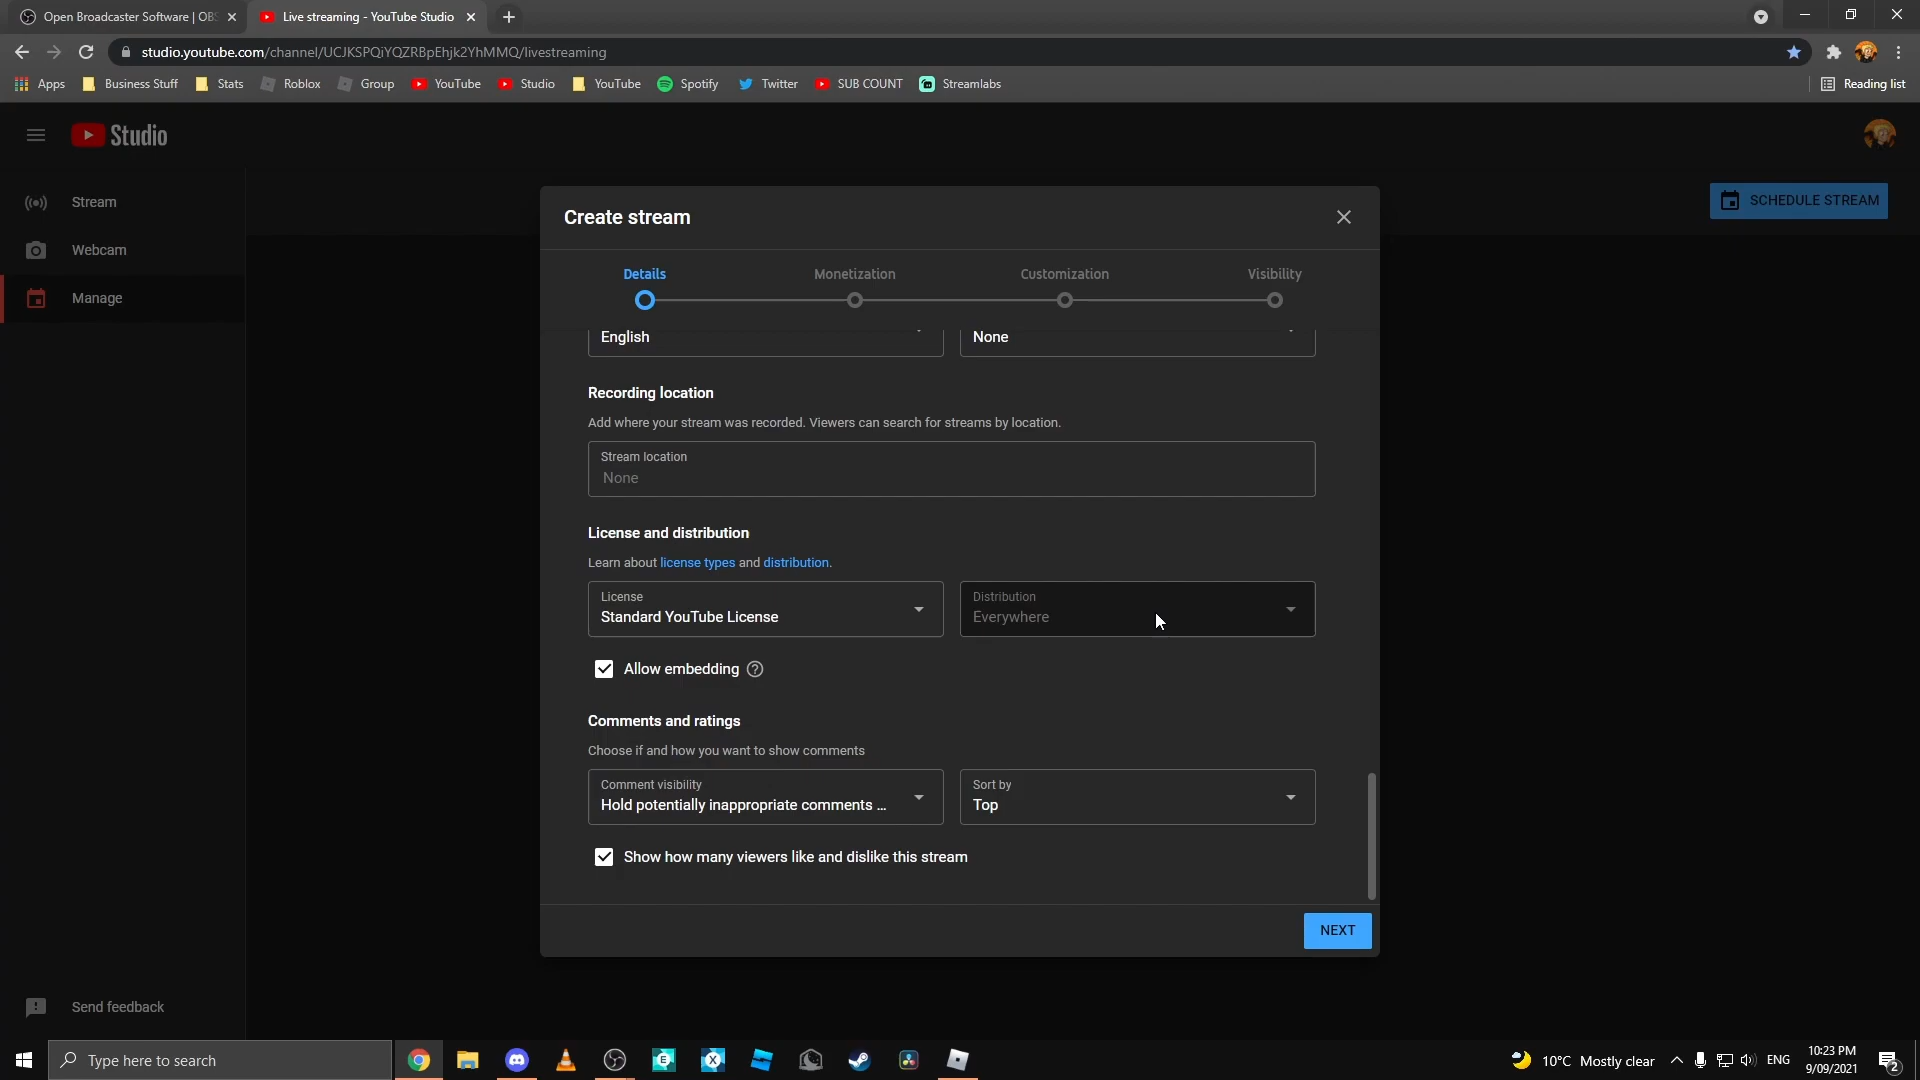 Open Broadcaster Software | OBS
Live streaming - YouTube Studio
studio.youtube.com/channel/UCJKSPQiYQZRBpEhjk2YhMMQ/livestreaming
Apps
Business Stuff
Stats
Roblox
Group
YouTube
Studio
YouTube
Spotify
Twitter
SUB COUNT
Streamlabs
Reading list
Studio
Stream
Webcam
Manage
SCHEDULE STREAM
Create stream
Details
Monetization
Customization
Visibility
English
None
Recording location
Add where your stream was recorded. Viewers can search for streams by location.
Stream location
None
License and distribution
Learn about license types and distribution.
License
Standard YouTube License
Distribution
Everywhere
Allow embedding
Comments and ratings
Choose if and how you want to show comments
Comment visibility
Hold potentially inappropriate comments ...
Sort by
Top
Show how many viewers like and dislike this stream
NEXT
Send feedback
Type here to search
10°C Mostly clear
ENG
10:23 PM
9/09/2021
2